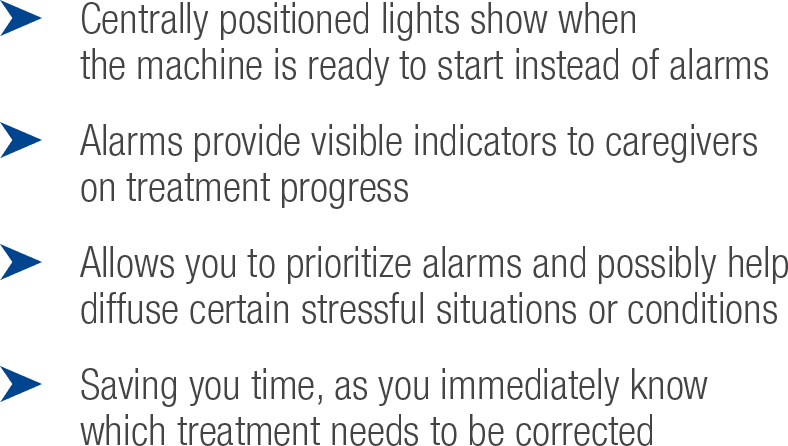 Centrally positioned lights show when
the machine is ready to start instead of alarms
Alarms provide visible indicators to caregivers
on treatment progress
Allows you to prioritize alarms and possibly help
diffuse certain stressful situations or conditions
Saving you time, as you immediately know
which treatment needs to be corrected